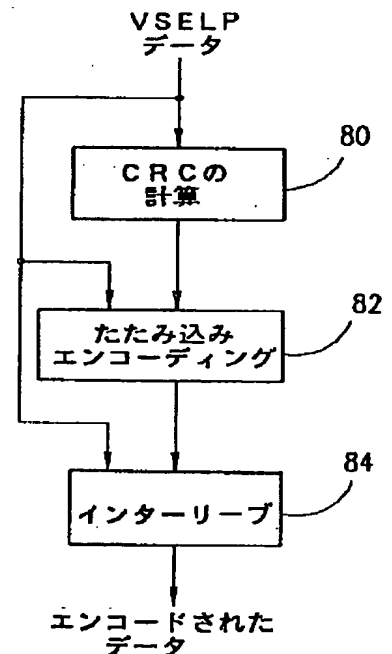 VSELP
データ
CRCの
計算
80
たたみ込み
エンコーディング
82
インターリーブ
84
エンコードされた
データ